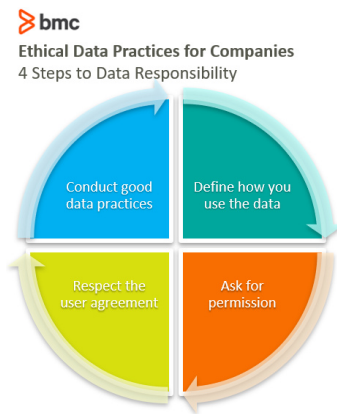 bmc
Ethical Data Practices for Companies
4 Steps to Data Responsibility
Conduct good
data practices
Define how you
use the data
Respect the
user agreement
Ask for
permission